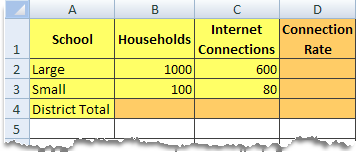 A B C D
1 School Households Internet Connections Connection Rate
2 Large 1000 600
3 Small 100 80
4 District Total
5